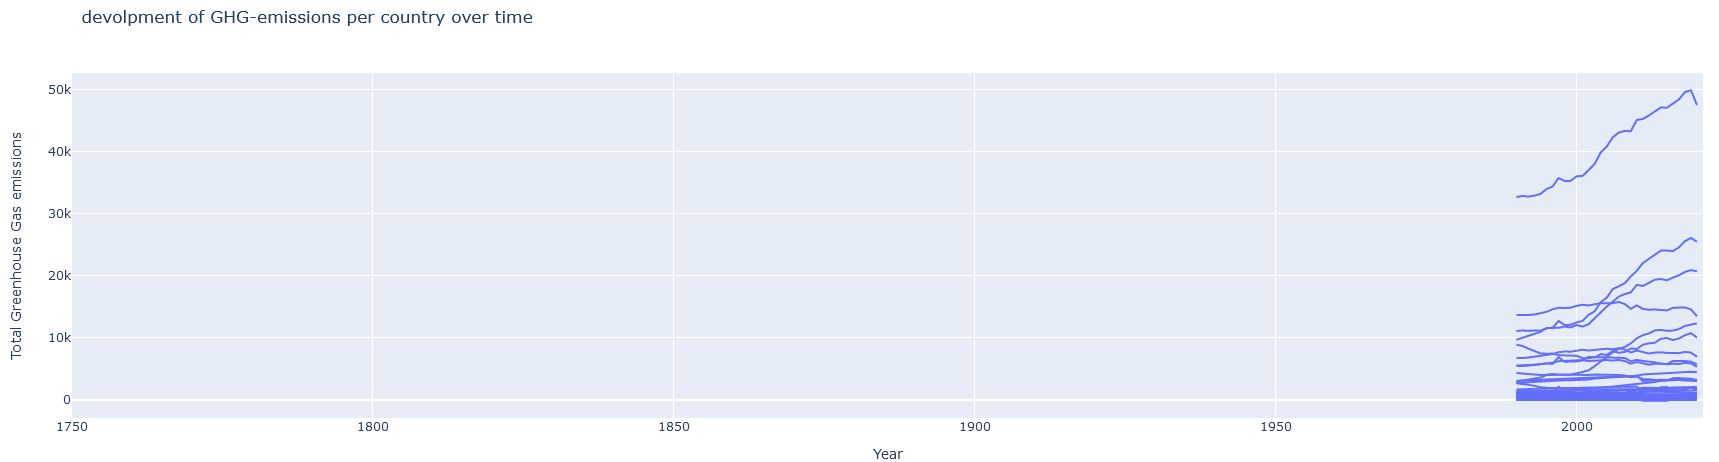 devolpment of GHG-emissions per country over time
Total Greenhouse Gas emissions
50k
40k
30k
20k
10k
0
1750 1800 1850 1900 1950 2000
Year